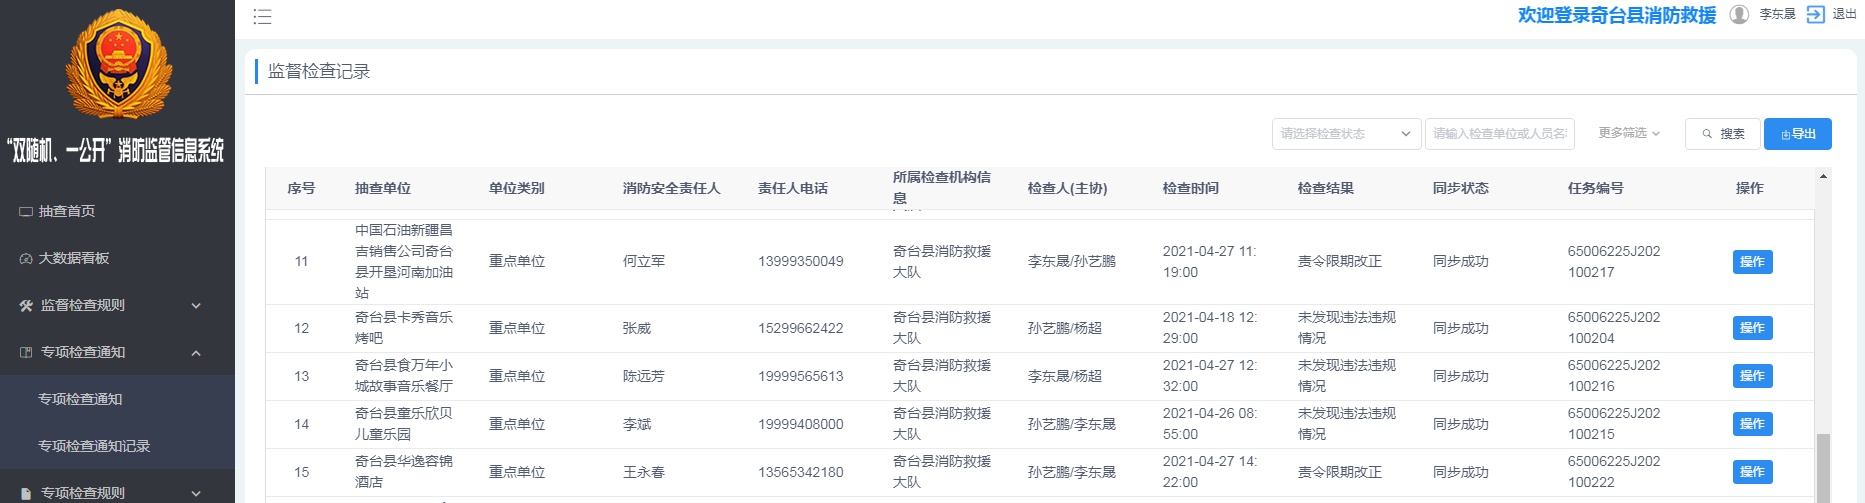 欢迎登录奇台县消防救援 李东晟 退出
“双随机、一公开”消防监管信息系统
抽查首页
大数据看板
监督检查规则
专项检查通知
专项检查通知
专项检查通知记录
专项检查规则
监督检查记录
请选择检查状态 请输入检查单位或人员名称 更多筛选 搜索 导出
序号 抽查单位 单位类别 消防安全责任人 责任人电话 所属检查机构信息 检查人(主协) 检查时间 检查结果 同步状态 任务编号 操作
11 中国石油新疆昌吉销售公司奇台县开垦河南加油站 重点单位 何立军 13999350049 奇台县消防救援大队 李东晟/孙艺鹏 2021-04-27 11:19:00 责令限期改正 同步成功 65006225J202100217 操作
12 奇台县卡秀音乐烤吧 重点单位 张威 15299662422 奇台县消防救援大队 孙艺鹏/杨超 2021-04-18 12:29:00 未发现违法违规情况 同步成功 65006225J202100204 操作
13 奇台县食万年小城故事音乐餐厅 重点单位 陈远芳 19999565613 奇台县消防救援大队 李东晟/杨超 2021-04-27 12:32:00 未发现违法违规情况 同步成功 65006225J202100216 操作
14 奇台县童乐欣贝儿童乐园 重点单位 李斌 19999408000 奇台县消防救援大队 孙艺鹏/李东晟 2021-04-26 08:55:00 未发现违法违规情况 同步成功 65006225J202100215 操作
15 奇台县华逸容锦酒店 重点单位 王永春 13565342180 奇台县消防救援大队 孙艺鹏/李东晟 2021-04-27 14:22:00 责令限期改正 同步成功 65006225J202100222 操作